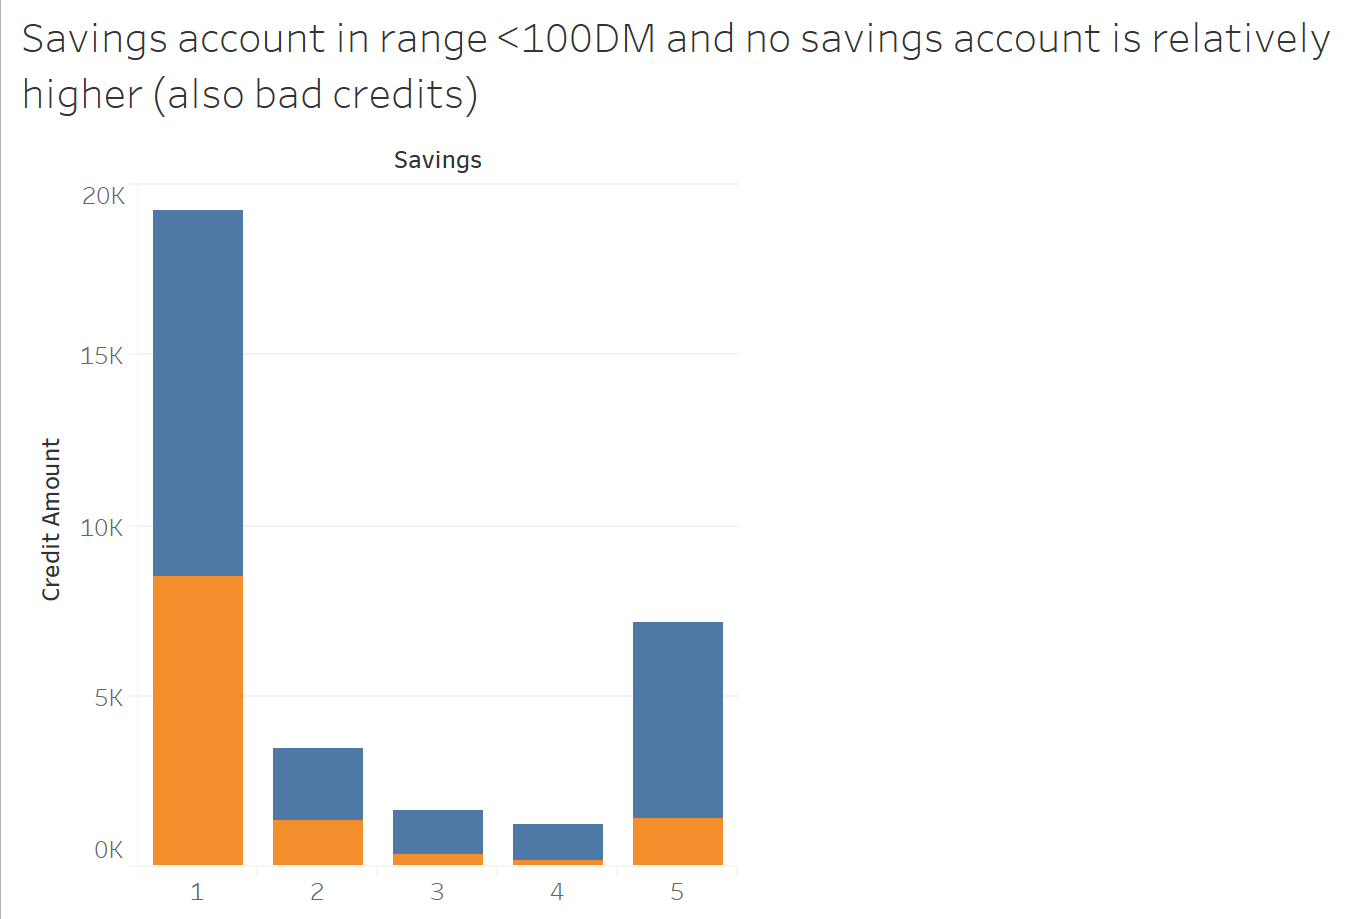 Savings account in range <100DM and no savings account is relatively
higher (also bad credits)
Savings
20K
15K
10K
5K
0K
Credit Amount
1 2 3 4 5